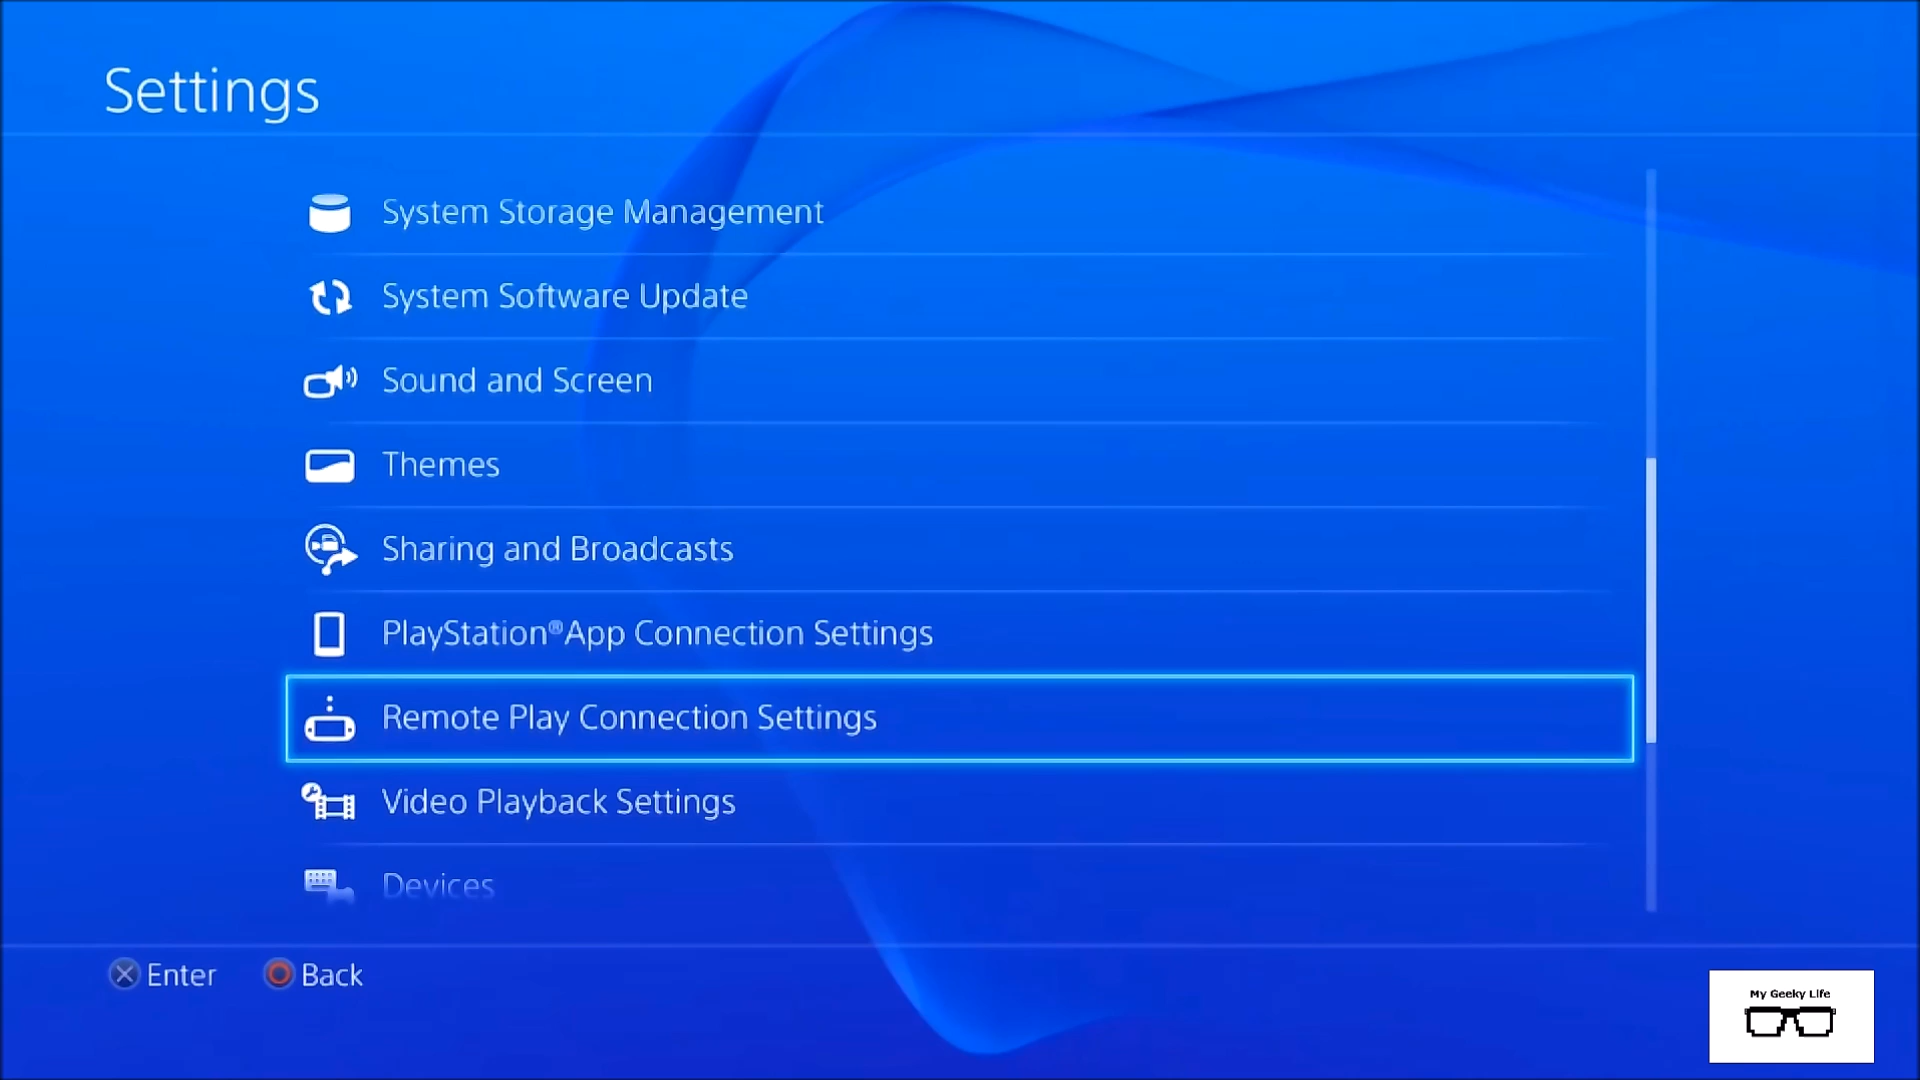 Settings
System Storage Management
System Software Update
Sound and Screen
Themes
Sharing and Broadcasts
PlayStation®App Connection Settings
Remote Play Connection Settings
Video Playback Settings
Devices
Enter
Back
My Geeky Life